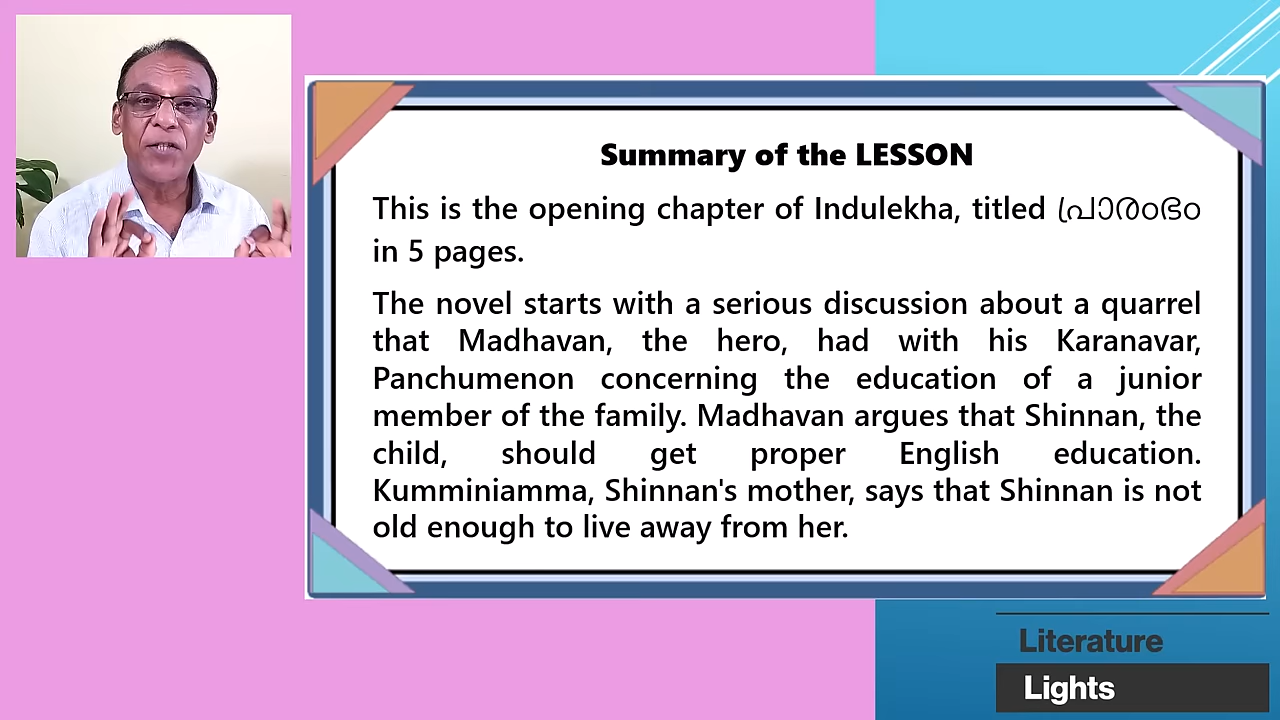 Summary of the LESSON
This is the opening chapter of Indulekha, titled പ്രാരംഭം
in 5 pages.
The novel starts with a serious discussion about a quarrel
that Madhavan, the hero, had with his Karanavar,
Panchumenon concerning the education of a junior
member of the family. Madhavan argues that Shinnan, the
child, should get proper English education.
Kumminiamma, Shinnan's mother, says that Shinnan is not
old enough to live away from her.
Literature
Lights